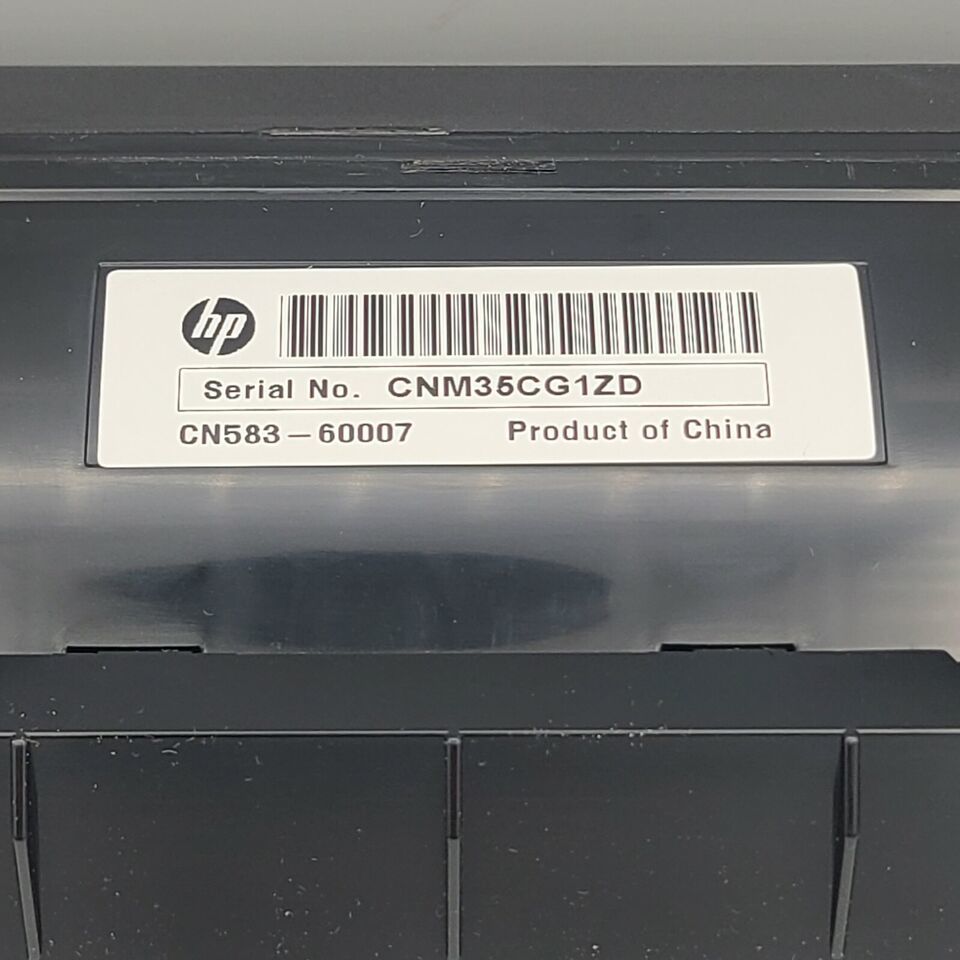 hp
Serial No. CNM35CG1ZD
CN583-60007 Product of China